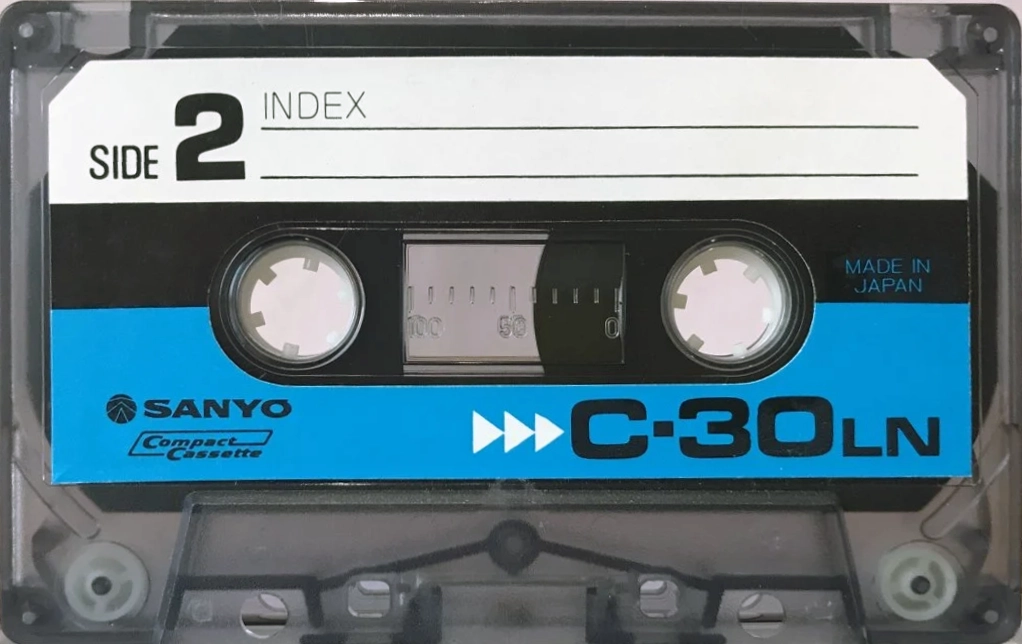 INDEX
SIDE 2
MADE IN
JAPAN
100 50 0
SANYO
Compact
Cassette
C-30LN